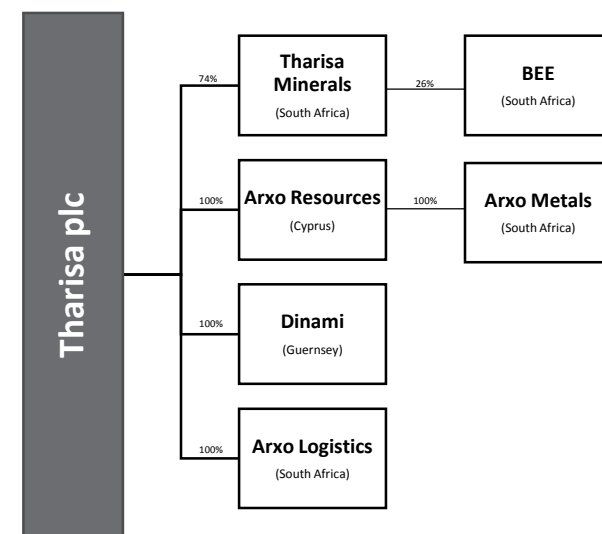 Tharisa plc
74%
Tharisa
Minerals
(South Africa)
26%
BEE
(South Africa)
100%
Arxo Resources
(Cyprus)
100%
Arxo Metals
(South Africa)
100%
Dinami
(Guernsey)
100%
Arxo Logistics
(South Africa)